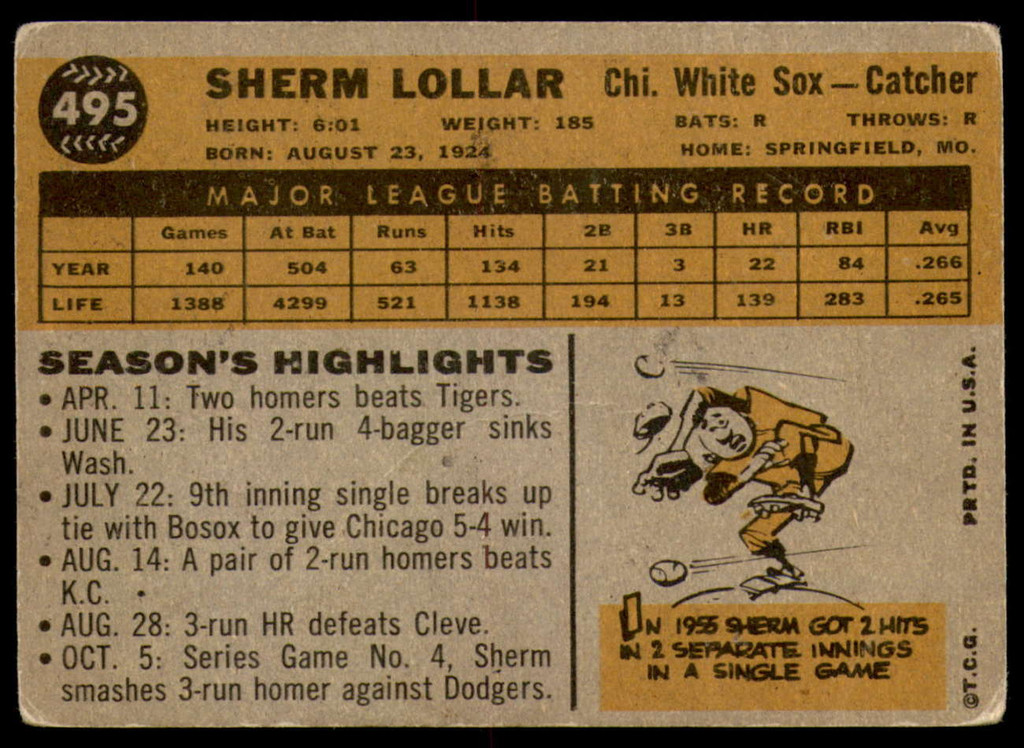 495
SHERM LOLLAR Chi. White Sox — Catcher
HEIGHT: 6:01 WEIGHT: 185 BATS: R THROWS: R
BORN: AUGUST 23, 1924 HOME: SPRINGFIELD, MO.
MAJOR LEAGUE BATTING RECORD
Games At Bat Runs Hits 2B 3B HR RBI Avg
YEAR 140 504 63 134 21 3 22 84 .266
LIFE 1388 4299 521 1138 194 13 139 283 .265
SEASON'S HIGHLIGHTS
• APR. 11: Two homers beats Tigers.
• JUNE 23: His 2-run 4-bagger sinks
Wash.
• JULY 22: 9th inning single breaks up
tie with Bosox to give Chicago 5-4 win.
• AUG. 14: A pair of 2-run homers beats
K.C.
• AUG. 28: 3-run HR defeats Cleve.
• OCT. 5: Series Game No. 4, Sherm
smashes 3-run homer against Dodgers.
IN 1955 SHERM GOT 2 HITS
IN 2 SEPARATE INNINGS
IN A SINGLE GAME
©T.C.G. PRTD. IN U.S.A.